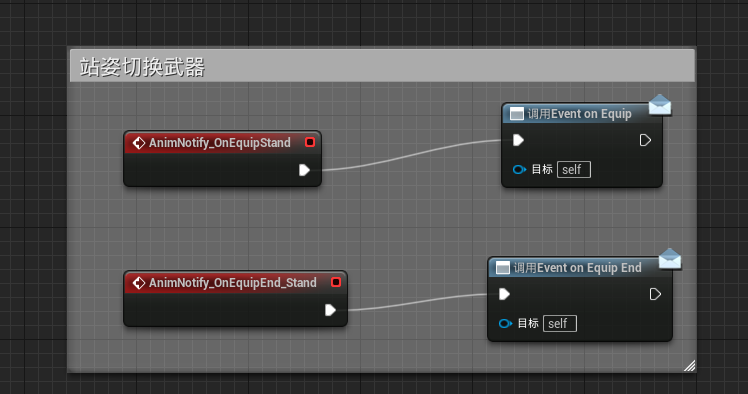 站姿切换武器
调用Event on Equip
AnimNotify_OnEquipStand
目标 self
调用Event on Equip End
AnimNotify_OnEquipEnd_Stand
目标 self